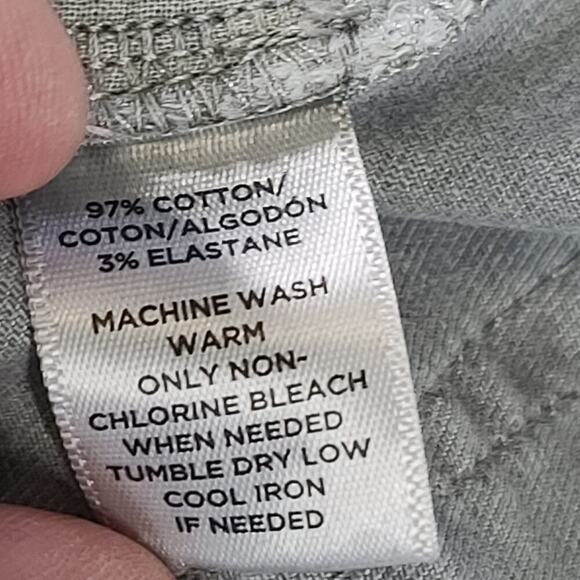 97% COTTON/
COTON/ALGODÓN
3% ELASTANE
MACHINE WASH
WARM
ONLY NON-
CHLORINE BLEACH
WHEN NEEDED
TUMBLE DRY LOW
COOL IRON
IF NEEDED